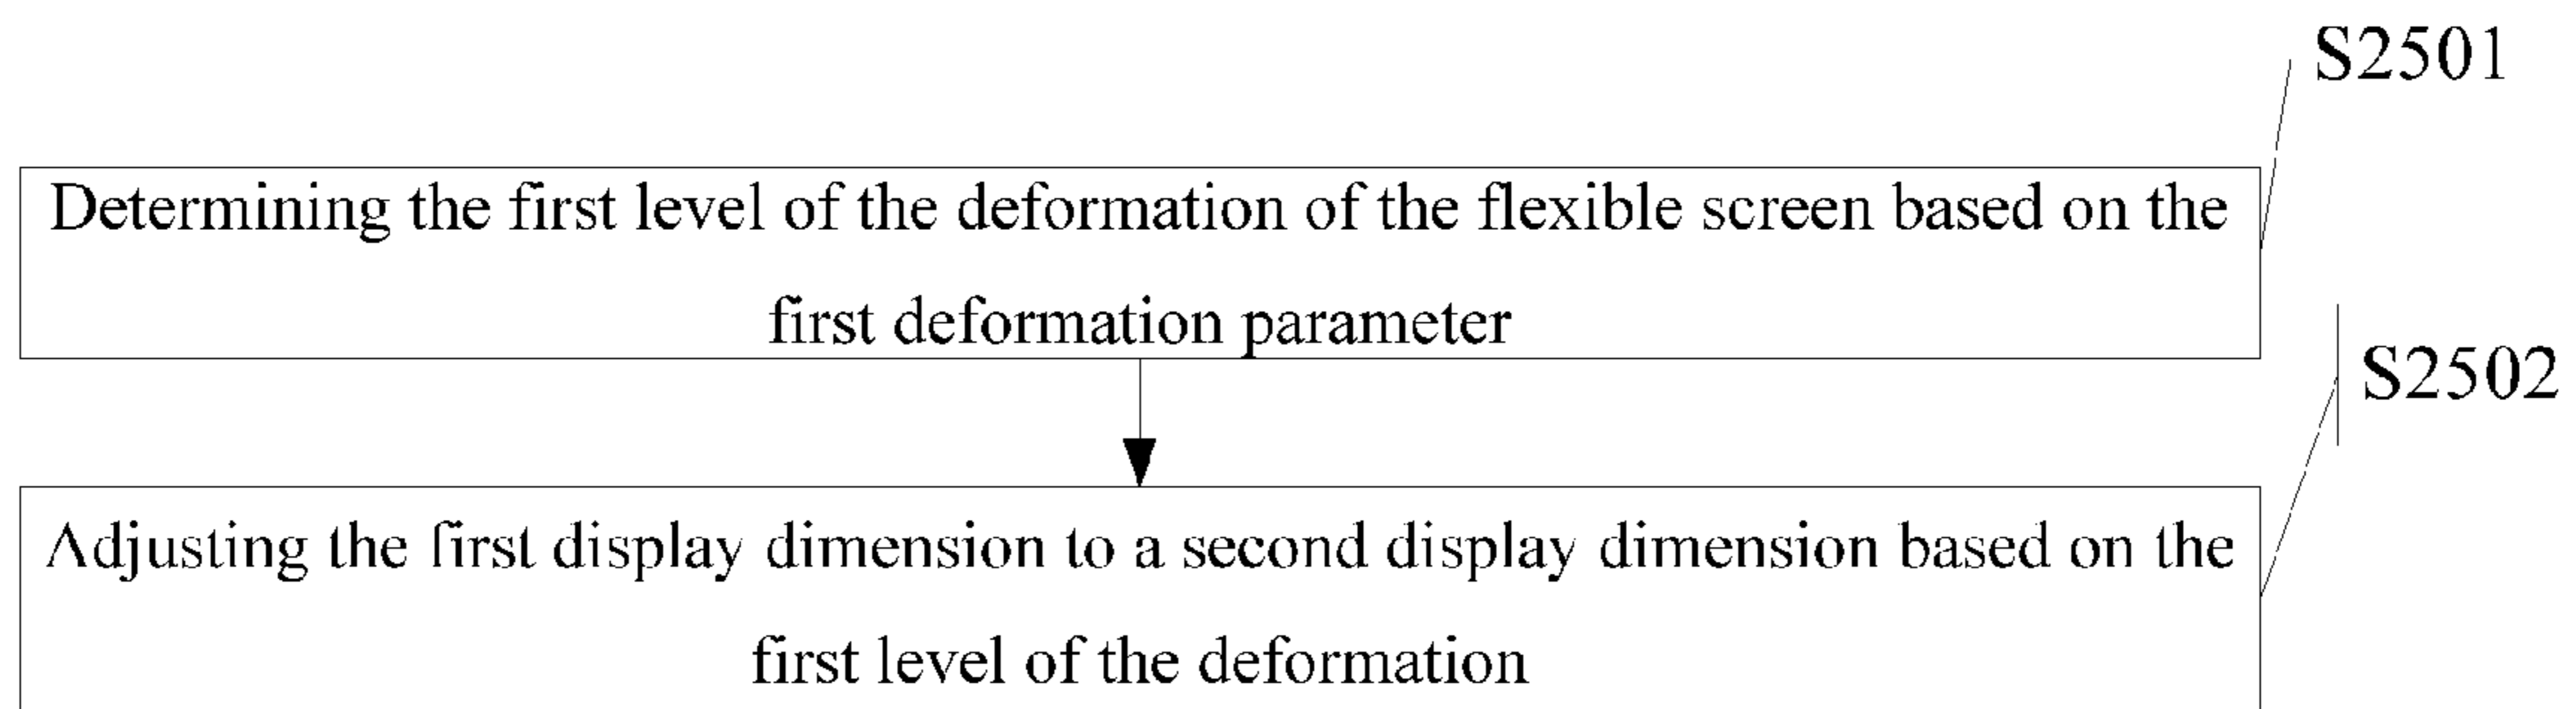 S2501
Determining the first level of the deformation of the flexible screen based on the
first deformation parameter
S2502
Adjusting the first display dimension to a second display dimension based on the
first level of the deformation